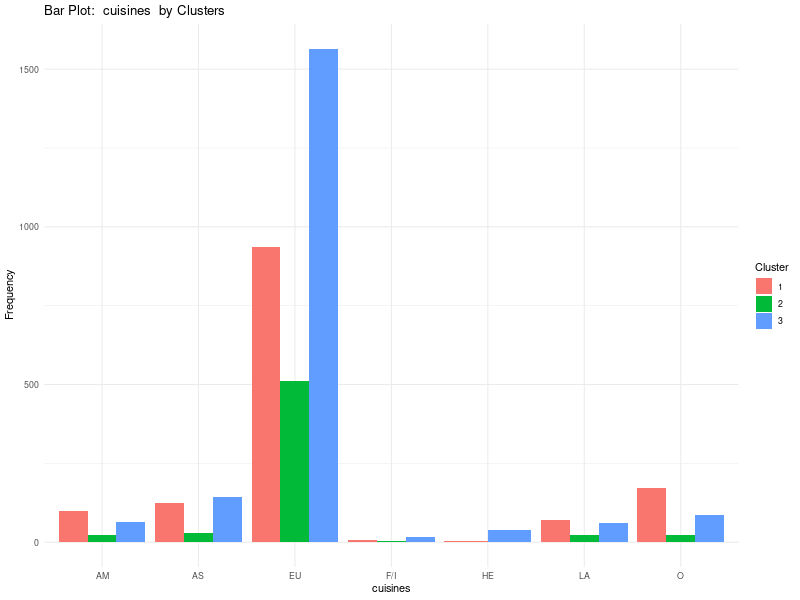 Bar Plot:  cuisines  by Clusters
Frequency
1500
1000
500
0
AM AS EU F/I HE LA O
cuisines
Cluster
1
2
3